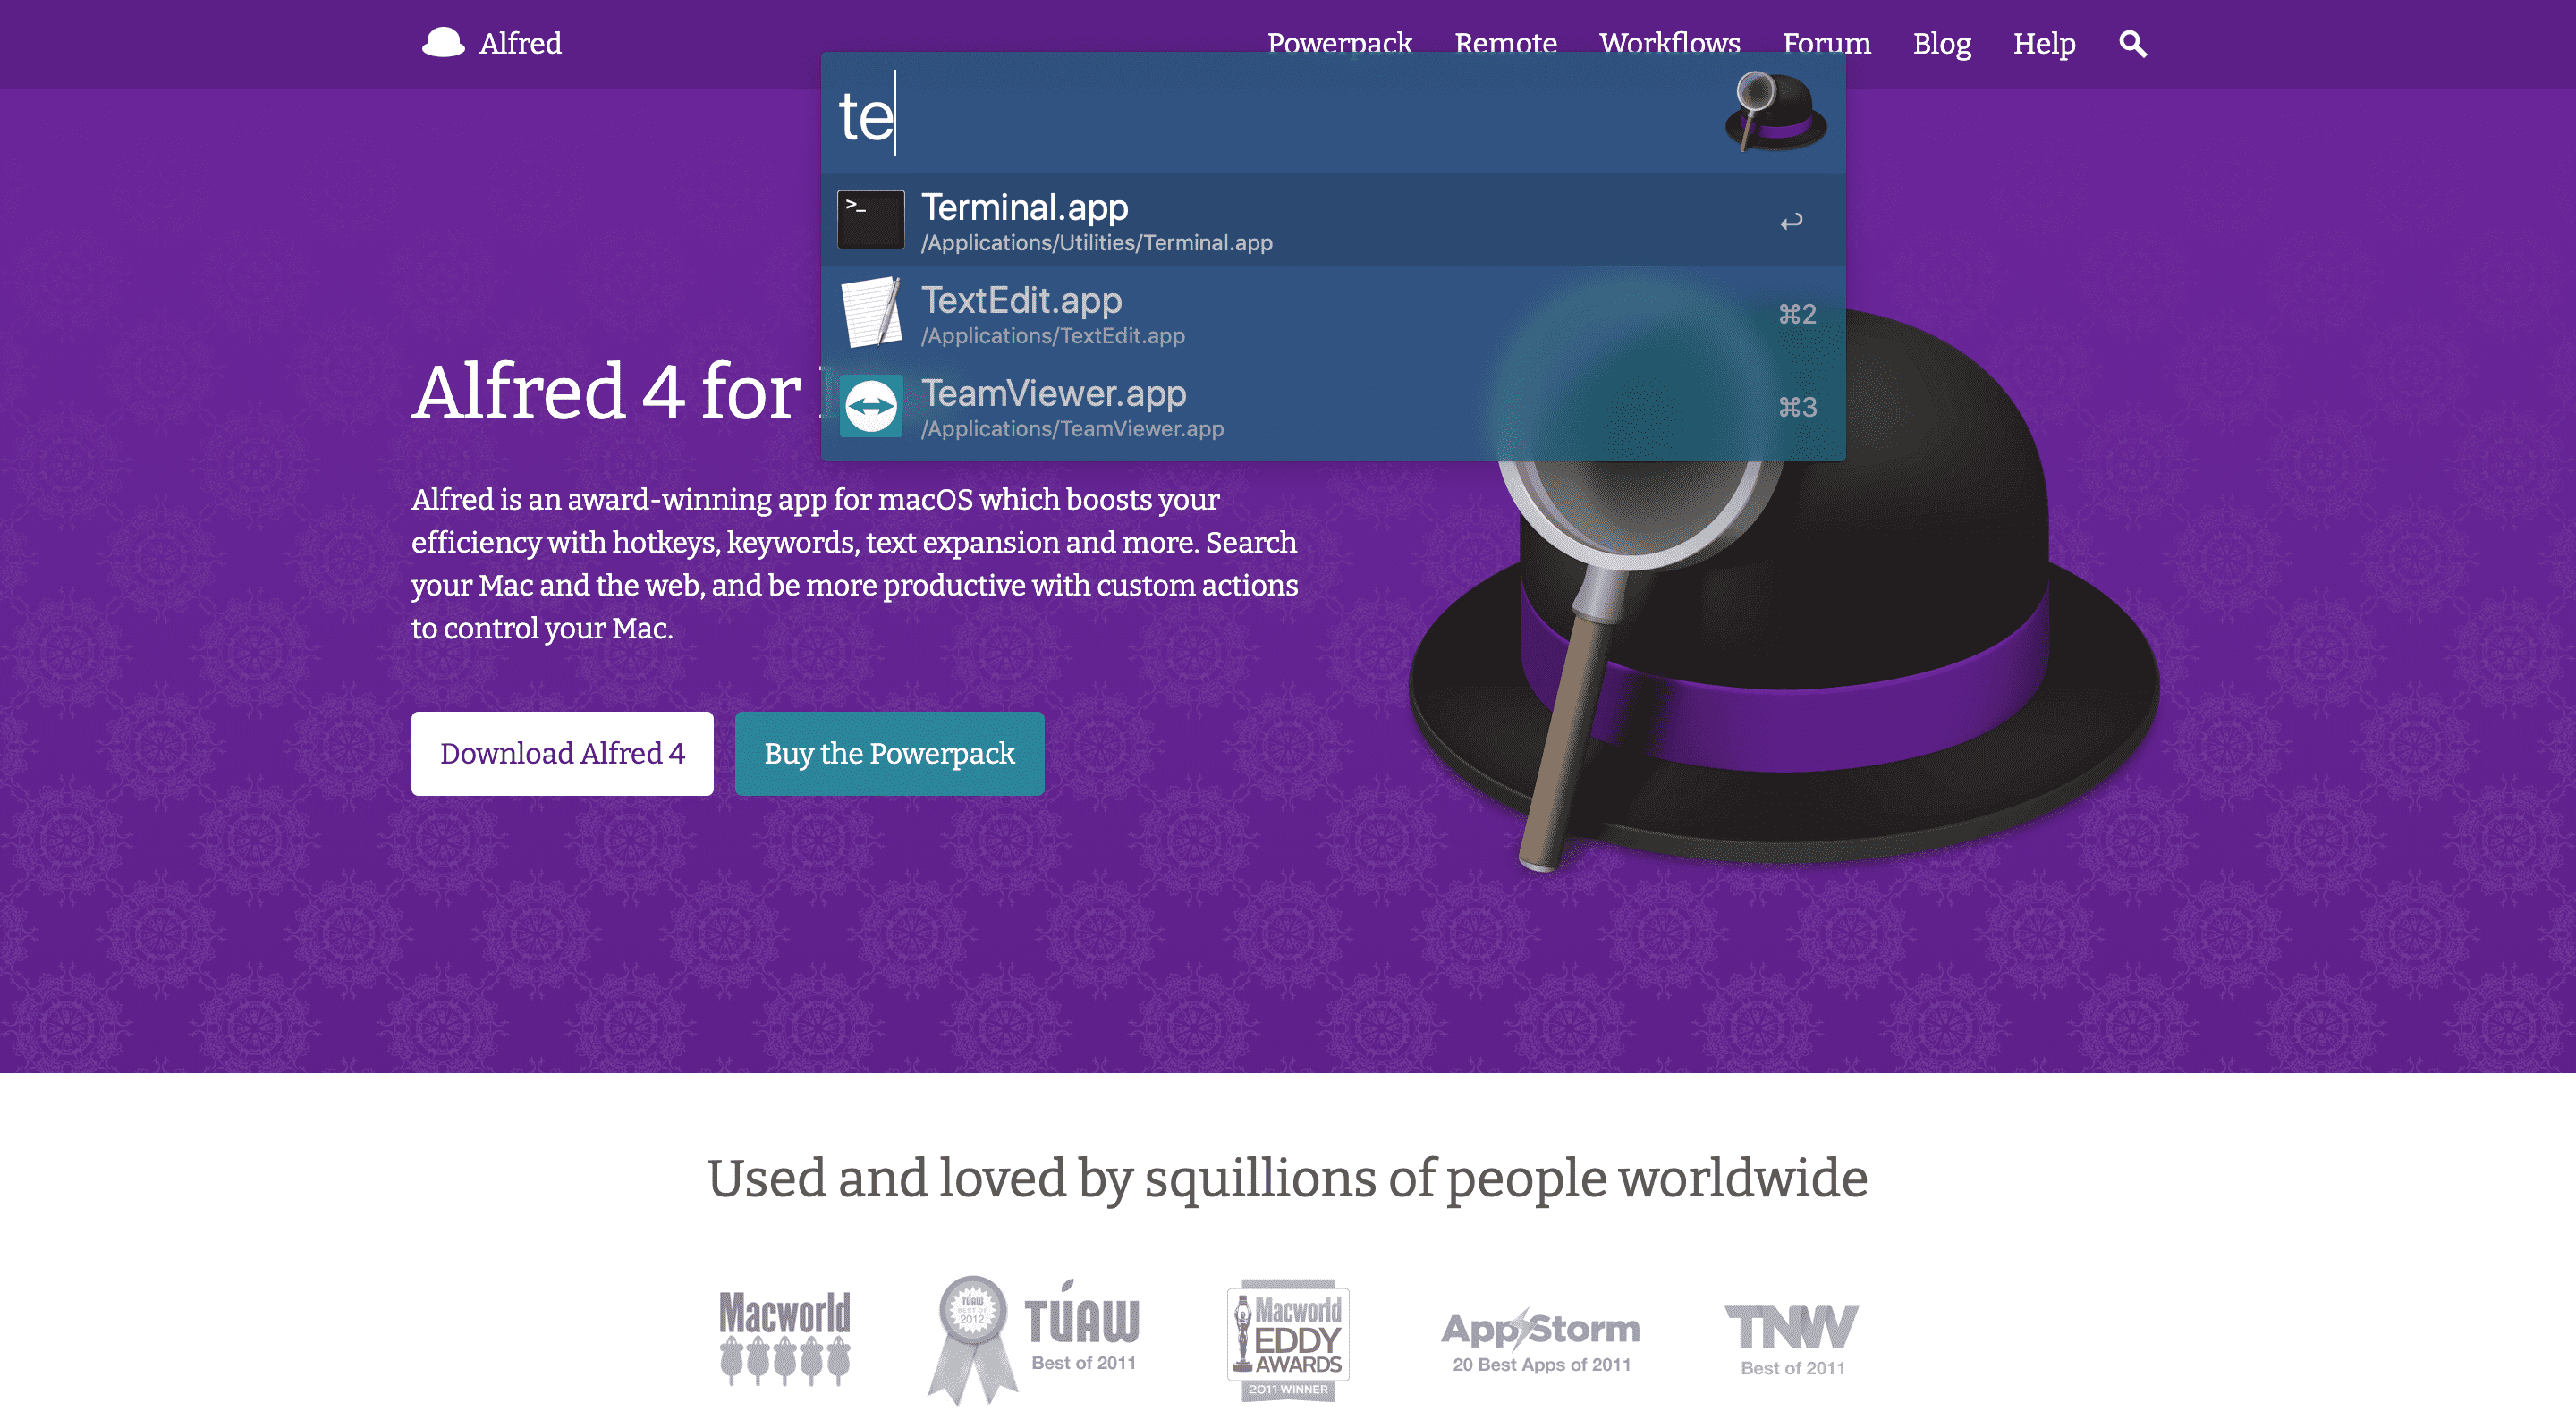 Alfred
Powerpack Remote Workflows Forum Blog Help
te
>_
Terminal.app
/Applications/Utilities/Terminal.app
↩
TextEdit.app
/Applications/TextEdit.app
⌘2
TeamViewer.app
/Applications/TeamViewer.app
⌘3
Alfred 4 for
Alfred is an award-winning app for macOS which boosts your
efficiency with hotkeys, keywords, text expansion and more. Search
your Mac and the web, and be more productive with custom actions
to control your Mac.
Download Alfred 4
Buy the Powerpack
Used and loved by squillions of people worldwide
Macworld
TUAW
BEST OF
2012
TÚAW
Best of 2011
Macworld
EDDY
AWARDS
2011 WINNER
AppStorm
20 Best Apps of 2011
TNW
Best of 2011